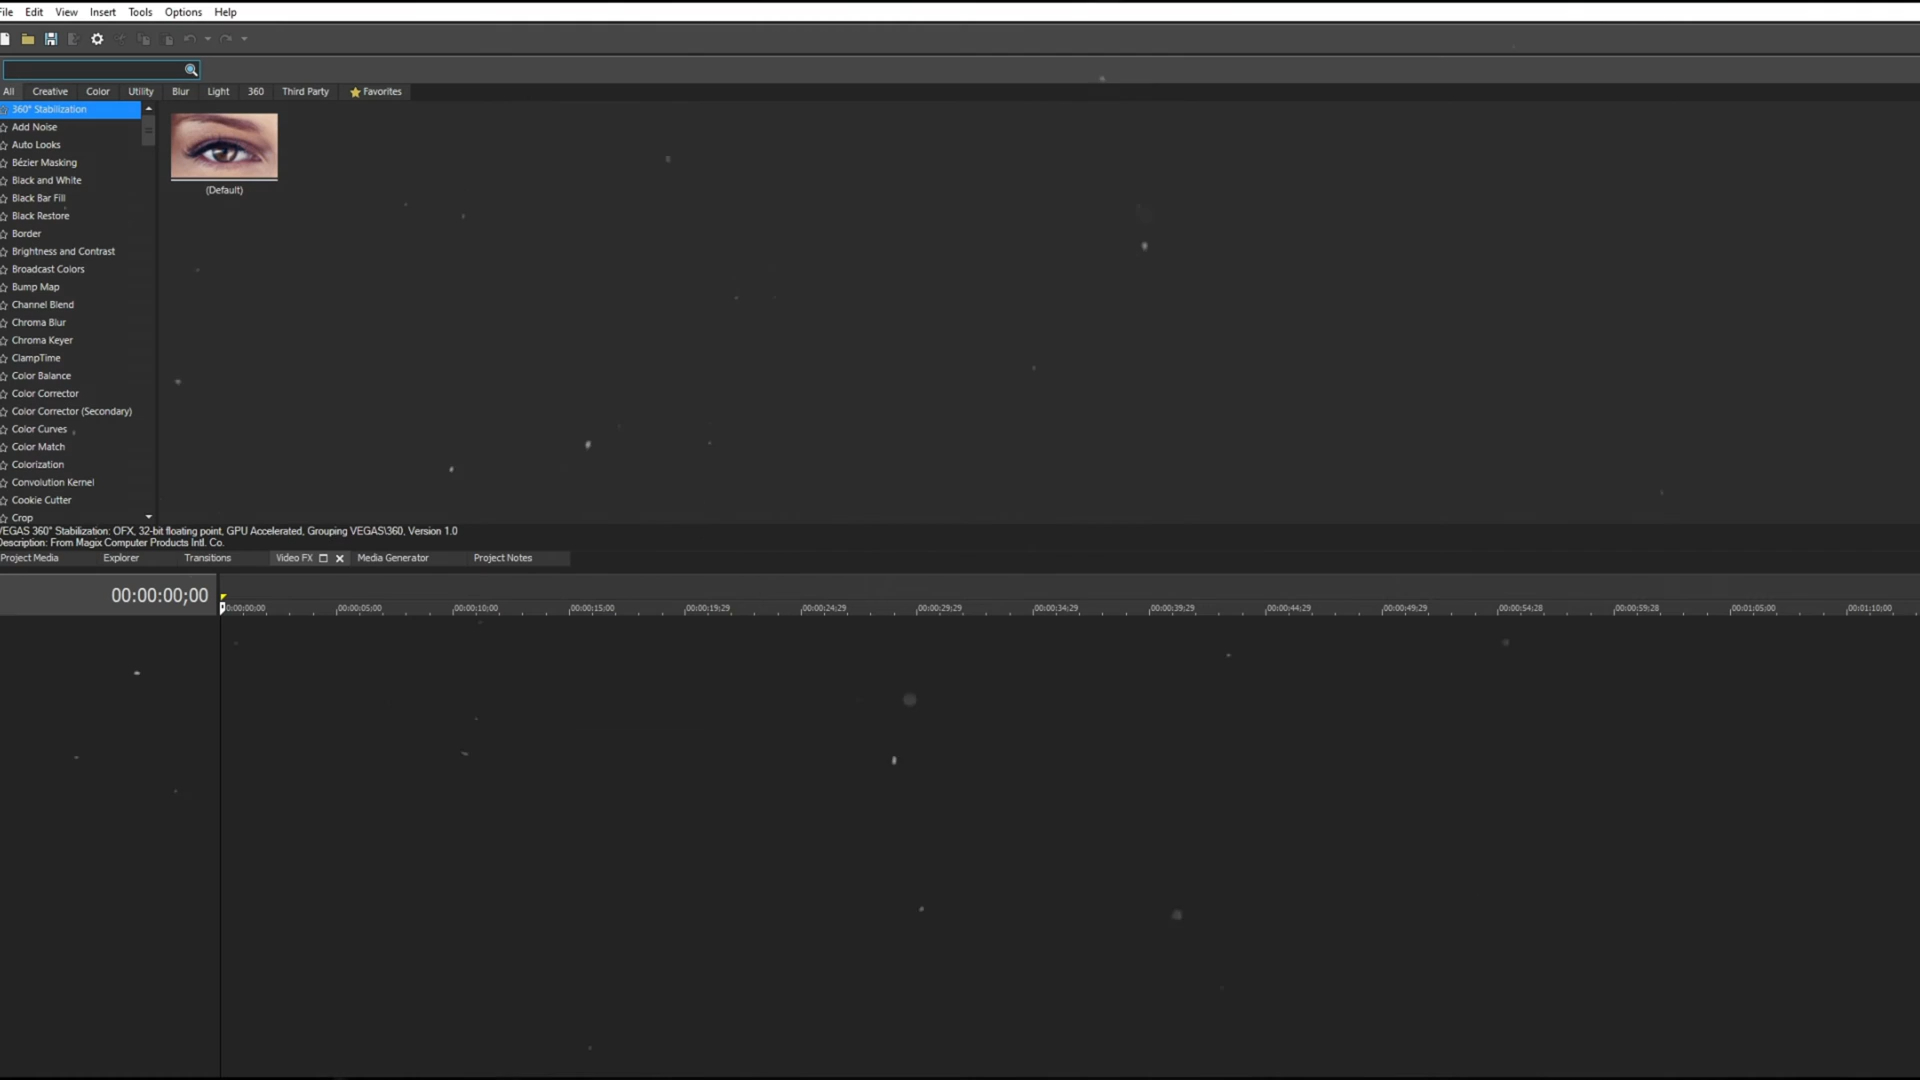 File Edit View Insert Tools Options Help
All Creative Color Utility Blur Light 360 Third Party Favorites
360° Stabilization
Add Noise
Auto Looks
Bézier Masking
Black and White
Black Bar Fill
Black Restore
Border
Brightness and Contrast
Broadcast Colors
Bump Map
Channel Blend
Chroma Blur
Chroma Keyer
ClampTime
Color Balance
Color Corrector
Color Corrector (Secondary)
Color Curves
Color Match
Colorization
Convolution Kernel
Cookie Cutter
Crop
(Default)
VEGAS 360° Stabilization: OFX, 32-bit floating point, GPU Accelerated, Grouping VEGAS\360, Version 1.0
Description: From Magix Computer Products Intl. Co.
Project Media Explorer Transitions Video FX Media Generator Project Notes
00:00:00;00
00:00:00;00 00:00:05;00 00:00:10;00 00:00:15;00 00:00:19;29 00:00:24;29 00:00:29;29 00:00:34;29 00:00:39;29 00:00:44;29 00:00:49;29 00:00:54;28 00:00:59;28 00:01:05;00 00:01:10;00